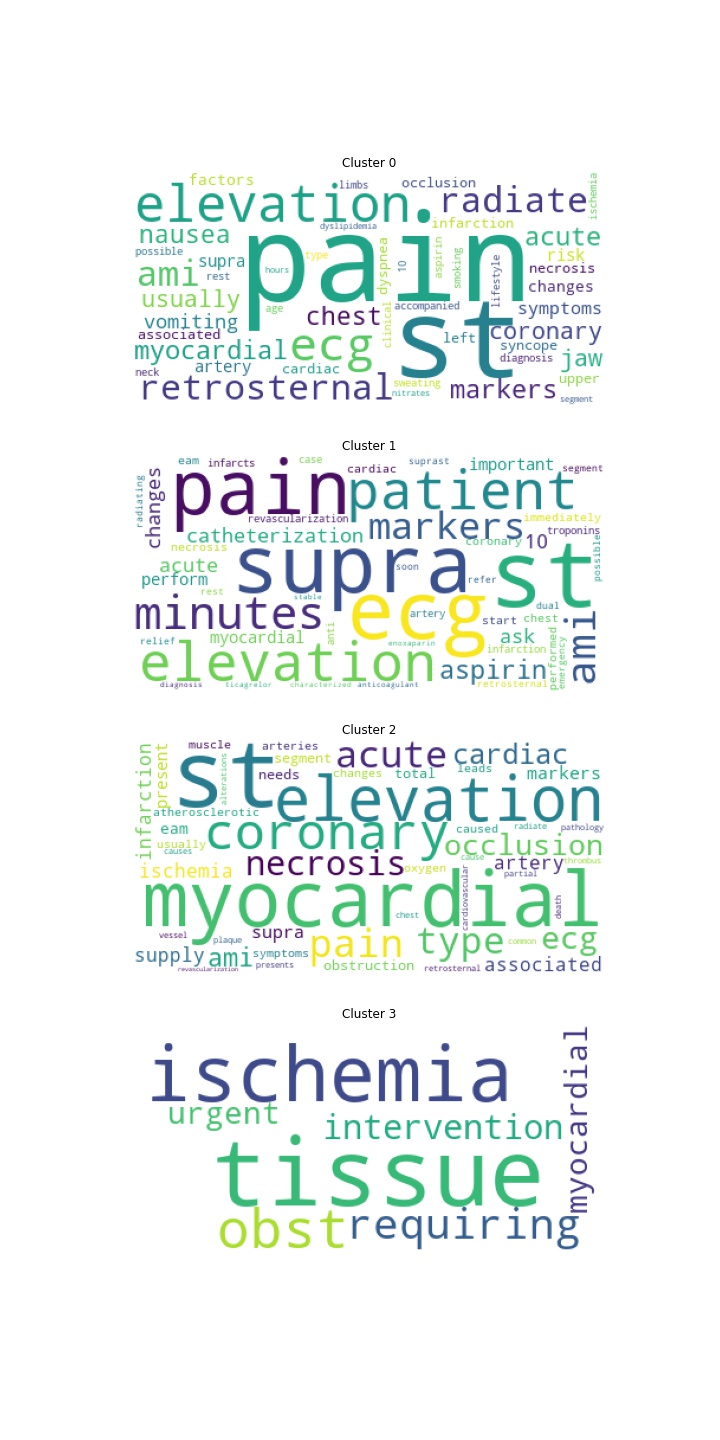 Cluster 0
factors limbs occlusion ischemia
elevation radiate
dyslipidemia infarction
nausea pain acute
possible supra type dyspnea 10 aspirin smoking risk
ami rest hours lifestyle necrosis
usually age accompanied changes
vomiting chest clinical st symptoms
associated left coronary
myocardial ecg syncope
artery cardiac diagnosis jaw
neck sweating upper
retrosternal nitrates markers segment
Cluster 1
eam infarcts case cardiac suprast important segment
radiating changes pain patient
revascularization markers immediately
catheterization coronary 10 troponins
necrosis supra st possible
acute soon refer
perform rest stable dual
minutes ecg artery start chest ami
relief myocardial anti ask
enoxaparin infarction performed emergency
elevation aspirin
diagnosis ticagrelor characterized anticoagulant retrosternal
Cluster 2
muscle arteries acute cardiac
infarction present st alterations segment
needs changes total leads markers
elevation
atherosclerotic
eam coronary caused radiate pathology
usually occlusion
causes necrosis cause
ischemia oxygen artery thrombus
partial
myocardial cardiovascular death
chest
vessel supra pain type common ecg
plaque
supply ami symptoms obstruction associated
revascularization presents retrosternal
Cluster 3
ischemia myocardial
urgent intervention
tissue
obst requiring